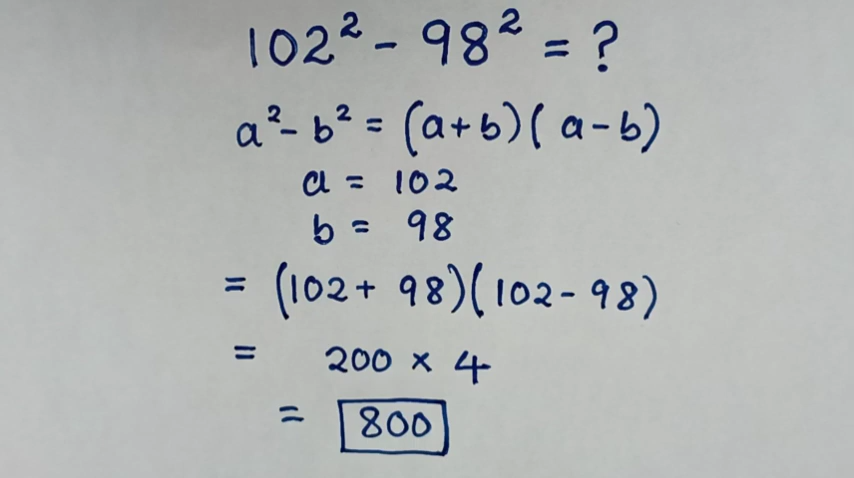 102² - 98² = ?
a² - b² = (a+b)(a-b)
a = 102
b = 98
= (102 + 98)(102 - 98)
= 200 × 4
= 800